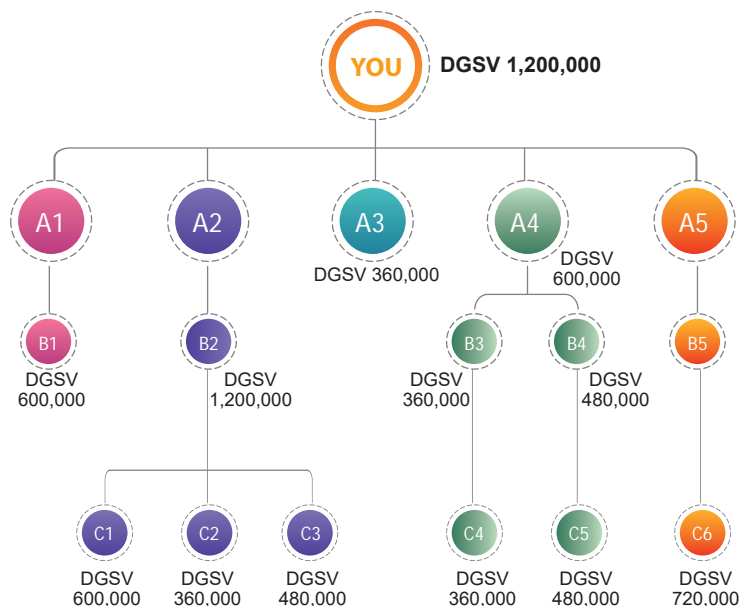 YOU
DGSV 1,200,000
A1
A2
A3
A4
A5
DGSV 360,000
DGSV
600,000
B1
B2
B3
B4
B5
DGSV
600,000
DGSV
1,200,000
DGSV
360,000
DGSV
480,000
C1
C2
C3
C4
C5
C6
DGSV
600,000
DGSV
360,000
DGSV
480,000
DGSV
360,000
DGSV
480,000
DGSV
720,000